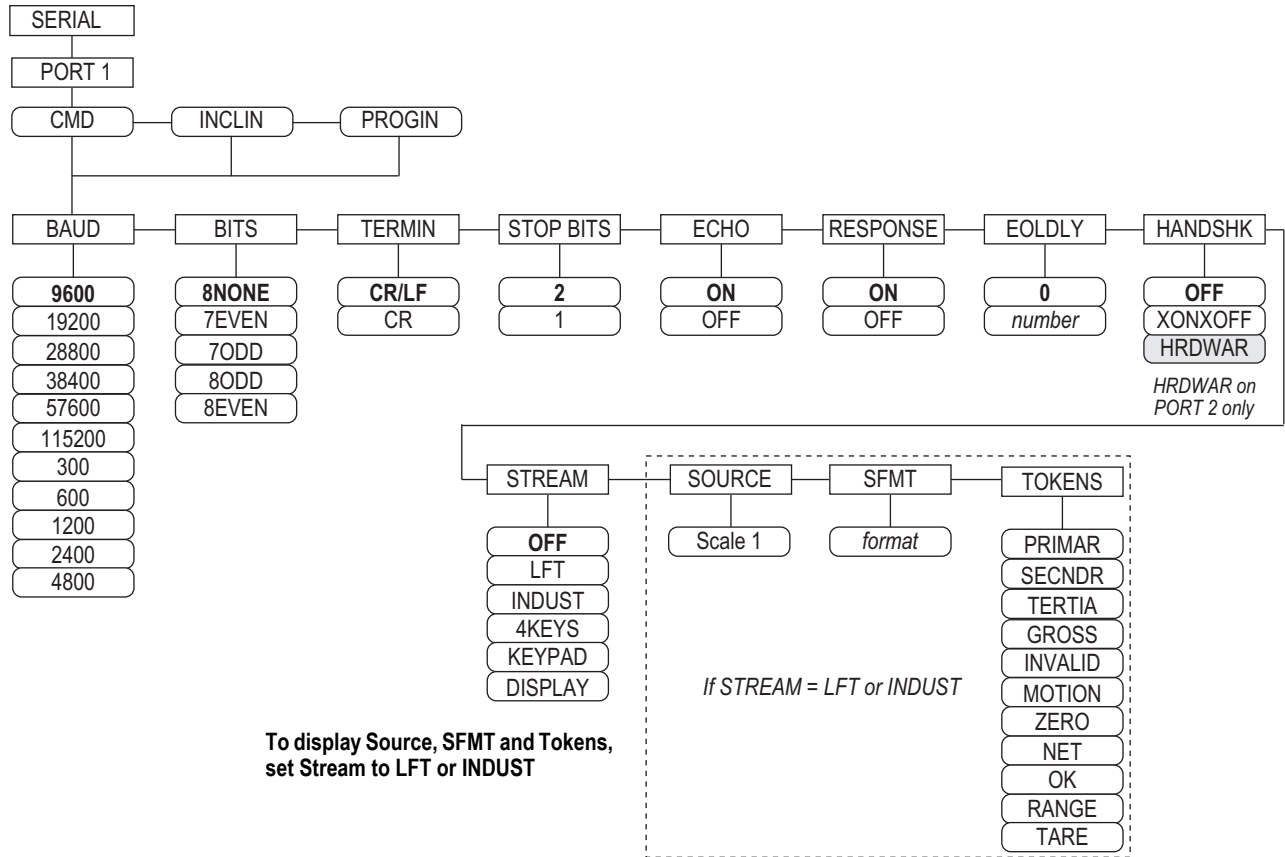 SERIAL
PORT 1
CMD INCLIN PROGIN
BAUD BITS TERMIN STOP BITS ECHO RESPONSE EOLDLY HANDSHK
9600 8NONE CR/LF 2 ON ON 0 OFF
19200 7EVEN CR 1 OFF OFF number XONXOFF
28800 7ODD HRDWAR
38400 8ODD HRDWAR on
57600 8EVEN PORT 2 only
115200
300
600
1200
2400
4800
STREAM SOURCE SFMT TOKENS
OFF Scale 1 format PRIMAR
LFT SECNDR
INDUST TERTIA
4KEYS GROSS
KEYPAD INVALID
DISPLAY If STREAM = LFT or INDUST MOTION
ZERO
NET
OK
RANGE
TARE
To display Source, SFMT and Tokens,
set Stream to LFT or INDUST